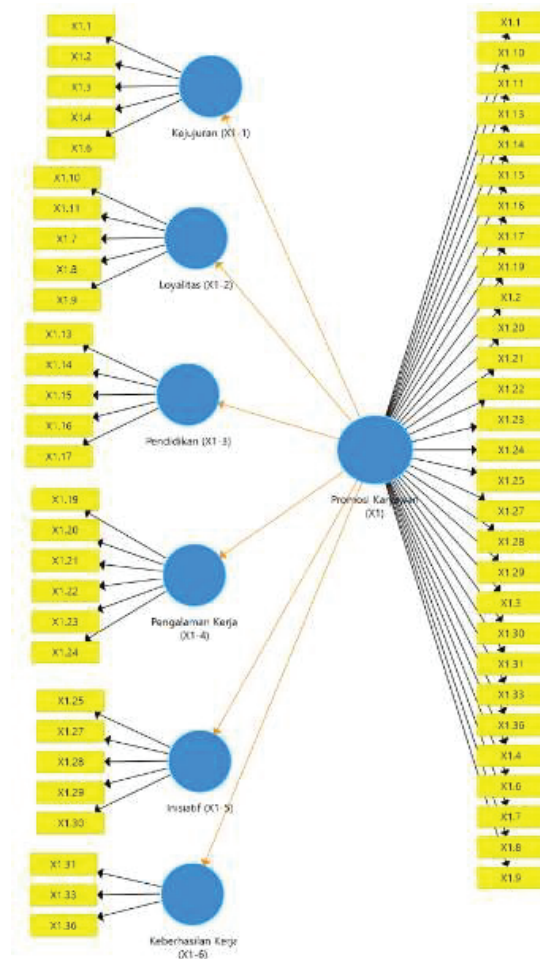 X1.1
X1.2
X1.3
X1.4
X1.6
Kejujuran (X1-1)
X1.10
X1.11
X1.7
X1.8
X1.9
Loyalitas (X1-2)
X1.13
X1.14
X1.15
X1.16
X1.17
Pendidikan (X1-3)
X1.19
X1.20
X1.21
X1.22
X1.23
X1.24
Pengalaman Kerja
(X1-4)
X1.25
X1.27
X1.28
X1.29
X1.30
Inisiatif (X1-5)
X1.31
X1.33
X1.36
Keberhasilan Kerja
(X1-6)
Promosi Karyawan
(X1)
X1.1
X1.10
X1.11
X1.13
X1.14
X1.15
X1.16
X1.17
X1.19
X1.2
X1.20
X1.21
X1.22
X1.23
X1.24
X1.25
X1.27
X1.28
X1.29
X1.3
X1.30
X1.31
X1.33
X1.36
X1.4
X1.6
X1.7
X1.8
X1.9